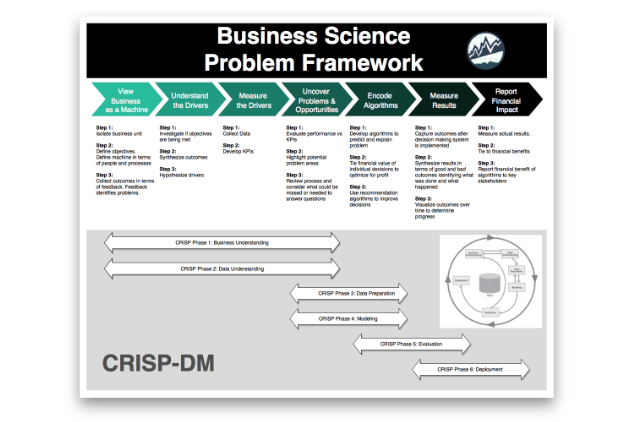 Business Science
Problem Framework
View
Business
as a Machine
Understand
the Drivers
Measure
the Drivers
Uncover
Problems &
Opportunities
Encode
Algorithms
Measure
Results
Report
Financial
Impact
Step 1:
Isolate business unit
Step 2:
Define objectives.
Define machine in terms
of people and processes
Step 3:
Collect outcomes in terms
of feedback. Feedback
identifies problems.
Step 1:
Investigate if objectives
are being met
Step 2:
Synthesize outcomes
Step 3:
Hypothesize drivers
Step 1:
Collect Data
Step 2:
Develop KPIs
Step 1:
Evaluate performance vs
KPIs
Step 2:
Highlight potential
problem areas
Step 3:
Review process and
consider what could be
missed or needed to
answer questions
Step 1:
Develop algorithms to
predict and explain
problem
Step 2:
Tie financial value of
individual decisions to
optimize for profit
Step 3:
Use recommendation
algorithms to improve
decisions
Step 1:
Capture outcomes after
decision making system
is implemented
Step 2:
Synthesize results in
terms of good and bad
outcomes identifying what
was done and what
happened
Step 3:
Visualize outcomes over
time to determine
progress
Step 1:
Measure actual results.
Step 2:
Tie to financial benefits
Step 3:
Report financial benefit of
algorithms to key
stakeholders
CRISP Phase 1: Business Understanding
CRISP Phase 2: Data Understanding
CRISP Phase 3: Data Preparation
CRISP Phase 4: Modeling
CRISP Phase 5: Evaluation
CRISP Phase 6: Deployment
CRISP-DM